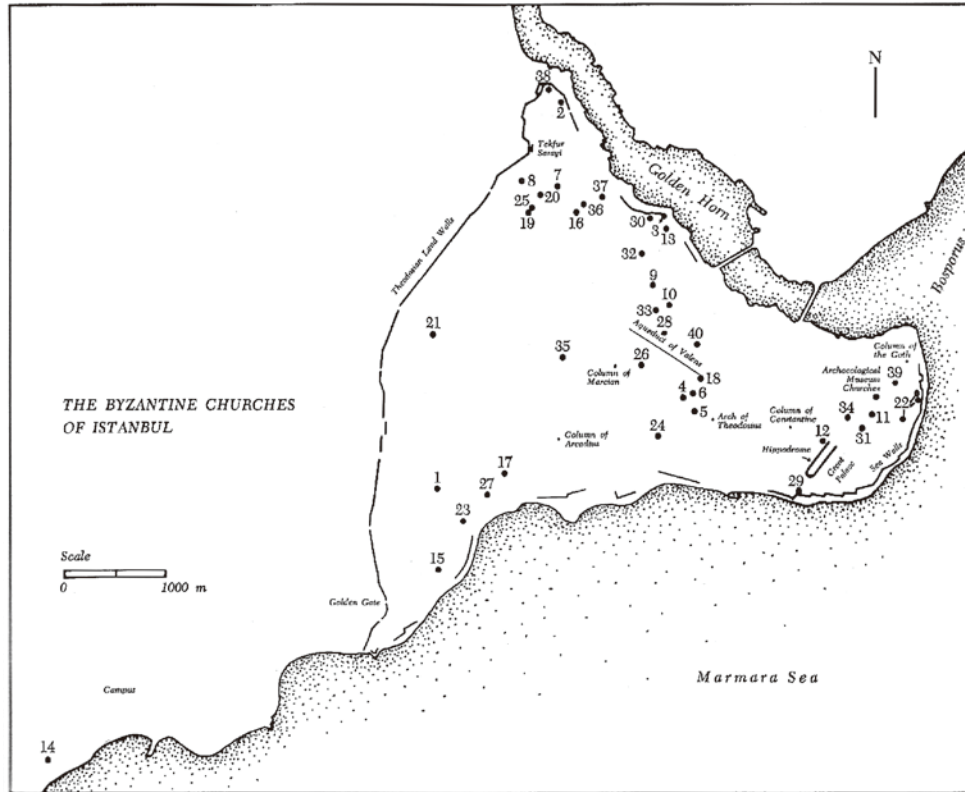 N
38
2
Tekfur
Sarayi
Golden Horn
Bosporus
8
7
20
25
19
37
36
16
30
3
13
32
Theodosian Land Walls
9
10
33
28
21
Aqueduct of Valens
40
35
26
Column of
Marcian
18
4
6
5
Column of
the Goth
Archaeological
Museum
Churches
39
THE BYZANTINE CHURCHES
OF ISTANBUL
Arch of
Theodosius
Column of
Constantine
34
11
22
31
12
24
Column of
Arcadius
Hippodrome
Great
Palace
Sea Walls
29
17
1
27
23
Scale
0
1000 m
15
Golden Gate
Marmara Sea
Campus
14